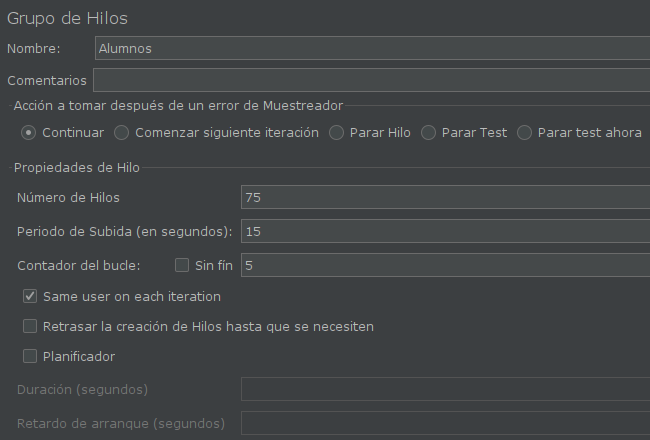 Grupo de Hilos
Nombre: Alumnos
Comentarios
Acción a tomar después de un error de Muestreador
Continuar Comenzar siguiente iteración Parar Hilo Parar Test Parar test ahora
Propiedades de Hilo
Número de Hilos 75
Periodo de Subida (en segundos): 15
Contador del bucle: Sin fín 5
Same user on each iteration
Retrasar la creación de Hilos hasta que se necesiten
Planificador
Duración (segundos)
Retardo de arranque (segundos)